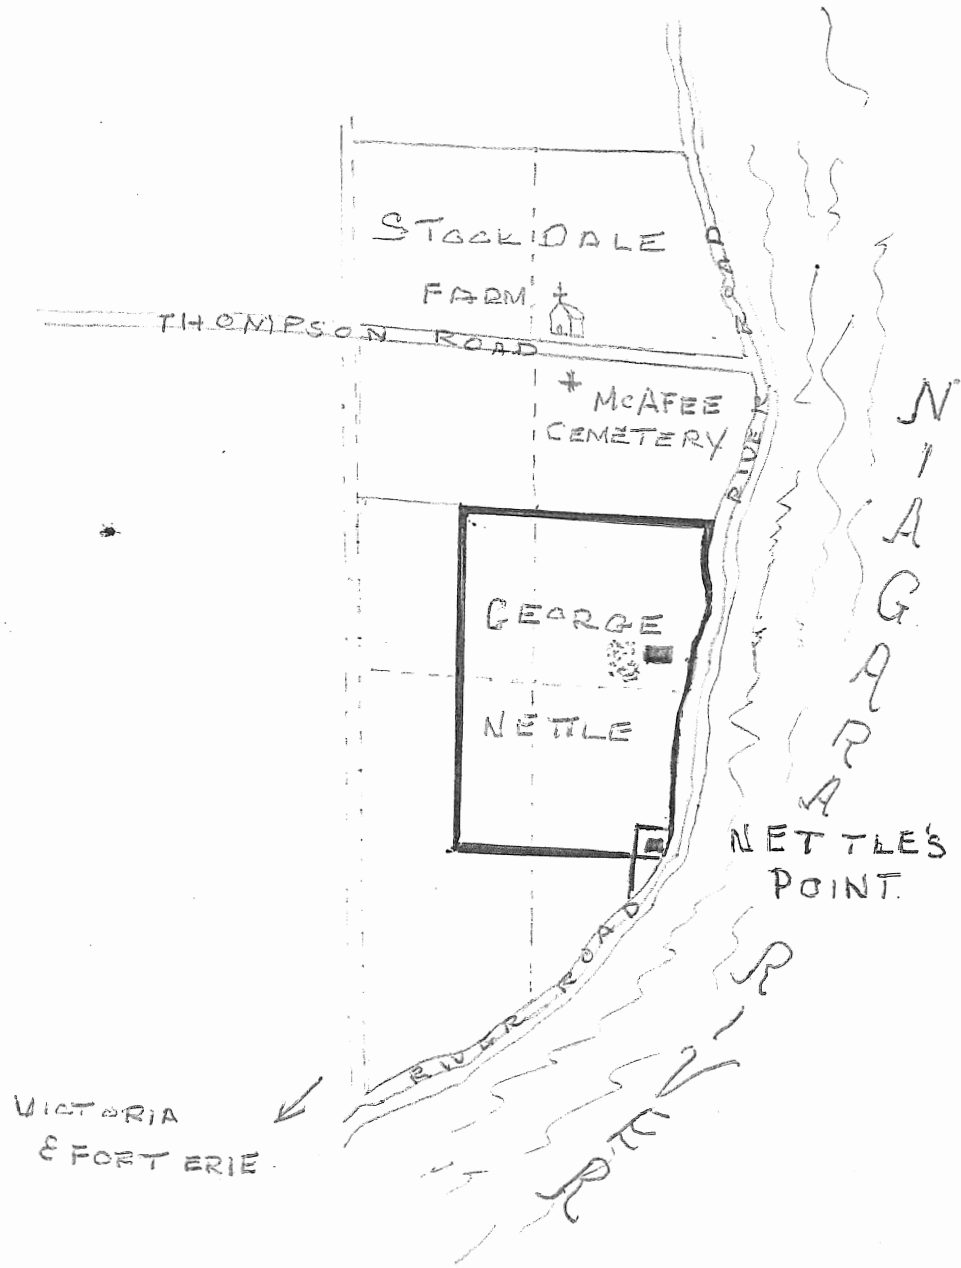 STOCKDALE
FARM
ROAD
THOMPSON ROAD
RIVER
McAFEE
CEMETERY
NIAGARA
GEORGE
NETTLE
NETTLE'S
POINT.
RIVER ROAD
RIVER
VICTORIA
& FORT ERIE.